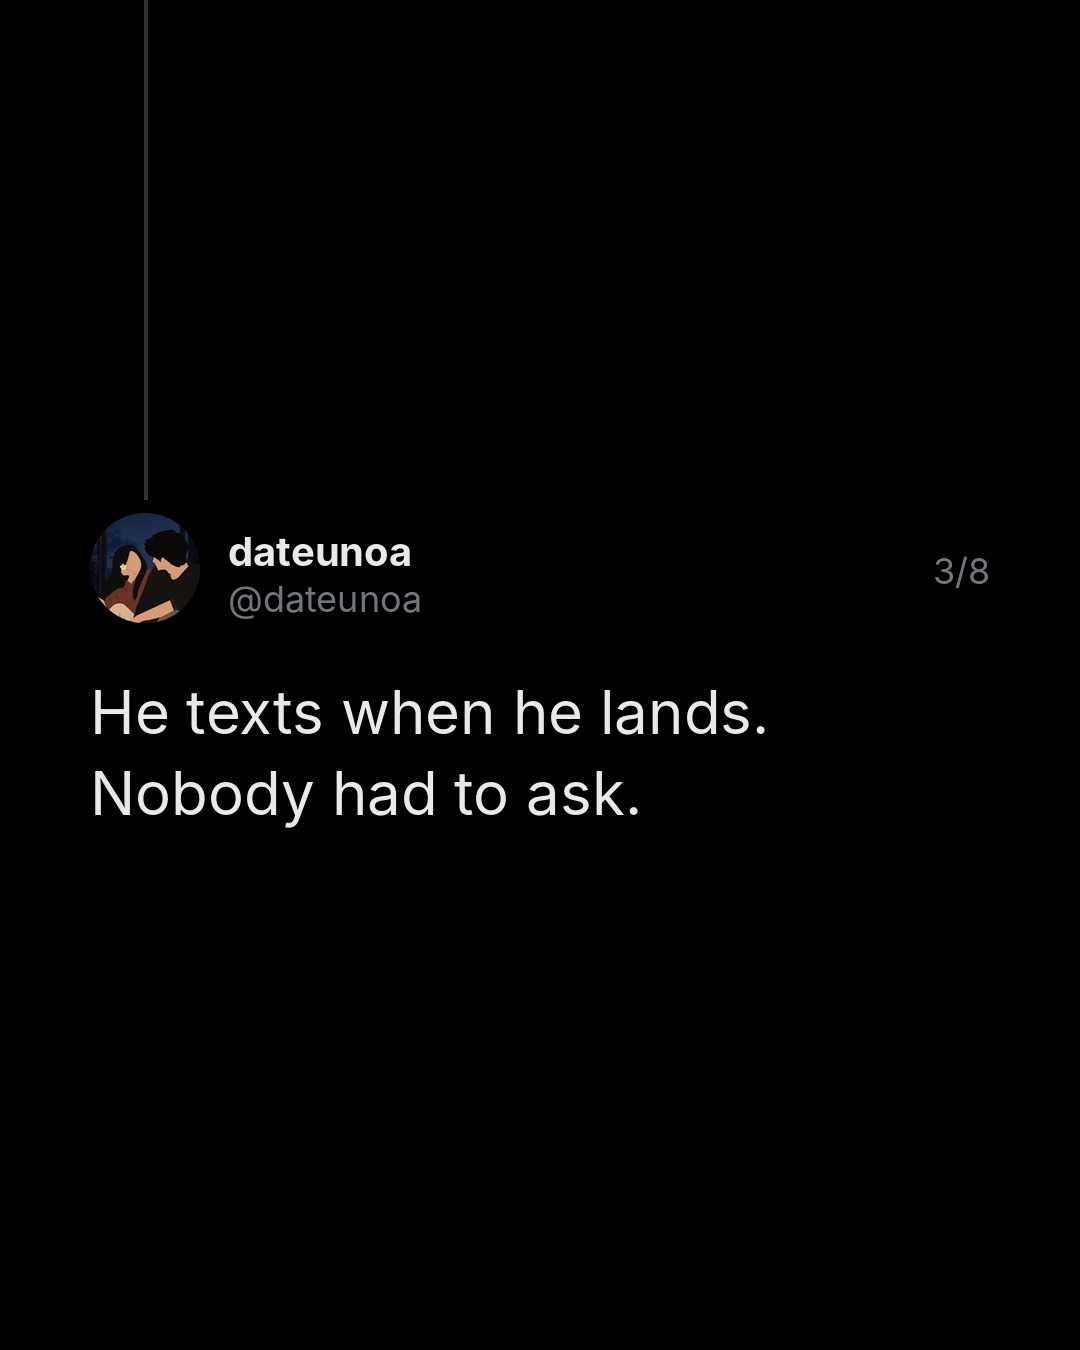 dateunoa
@dateunoa
3/8
He texts when he lands.
Nobody had to ask.